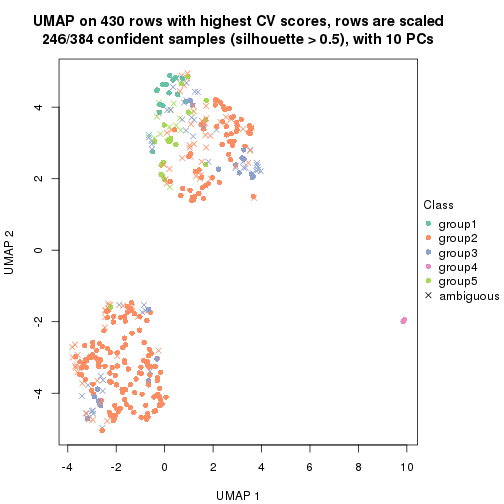 UMAP on 430 rows with highest CV scores, rows are scaled
246/384 confident samples (silhouette > 0.5), with 10 PCs
4
2
0
-2
-4
UMAP 2
-4
-2
0
2
4
6
8
10
UMAP 1
Class
group1
group2
group3
group4
group5
ambiguous